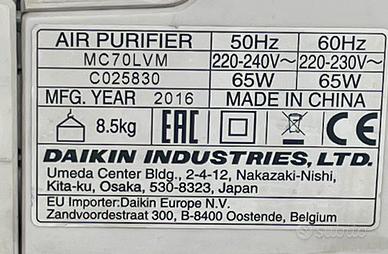 AIR PURIFIER 50Hz 60Hz
MC70LVM 220-240V~ 220-230V~
C025830 65W 65W
MFG. YEAR 2016 MADE IN CHINA
8.5kg EAC CE
DAIKIN INDUSTRIES, LTD.
Umeda Center Bldg., 2-4-12, Nakazaki-Nishi,
Kita-ku, Osaka, 530-8323, Japan
EU Importer:Daikin Europe N.V.
Zandvoordestraat 300, B-8400 Oostende, Belgium
subito